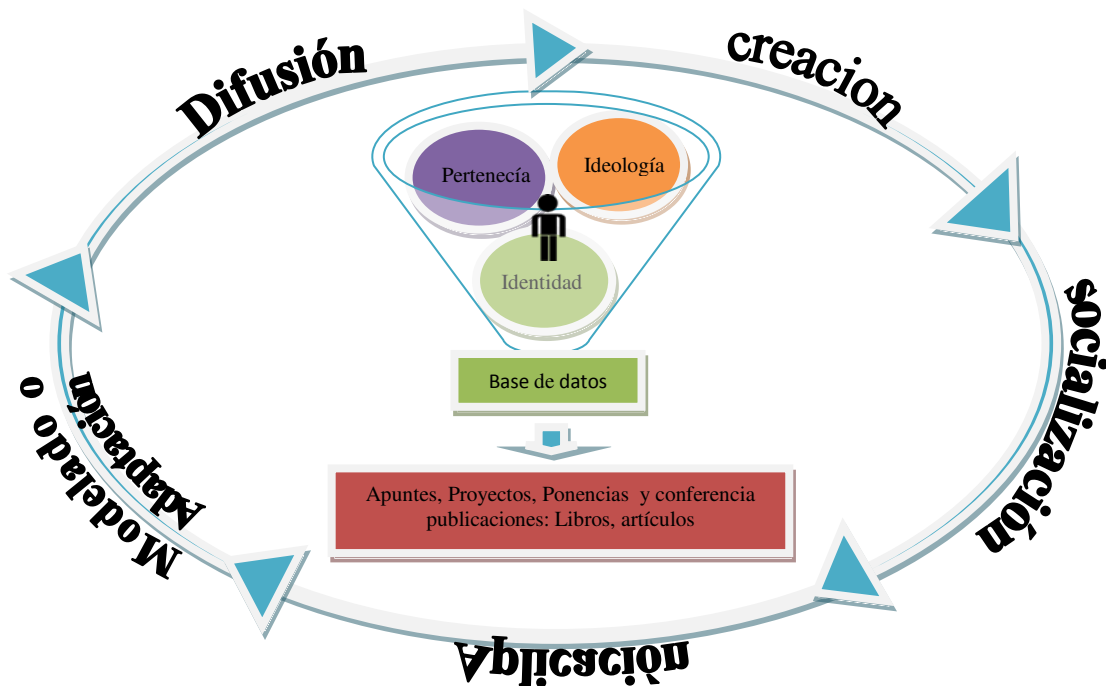 Difusión
creacion
socialización
Aplicación
Modelado o
Adaptación
Pertenecía
Ideología
Identidad
Base de datos
Apuntes, Proyectos, Ponencias y conferencia
publicaciones: Libros, artículos